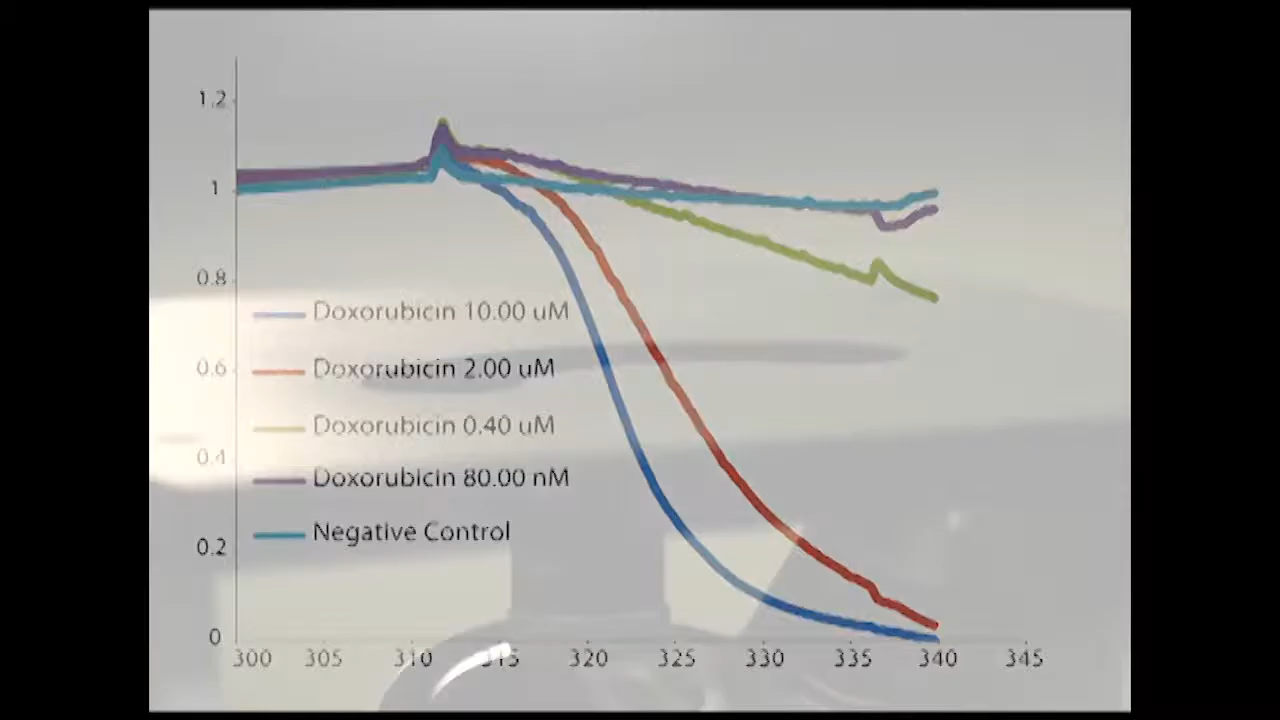 1.2
1
0.8
Doxorubicin 10.00 uM
0.6
Doxorubicin 2.00 uM
Doxorubicin 0.40 uM
0.4
Doxorubicin 80.00 nM
Negative Control
0.2
0
300 305 310 315 320 325 330 335 340 345